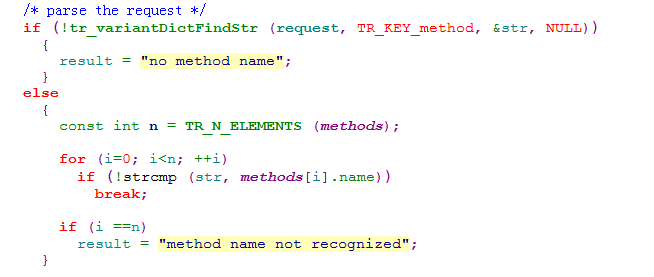 /* parse the request */
if (!tr_variantDictFindStr (request, TR_KEY_method, &str, NULL))
{
result = "no method name";
}
else
{
const int n = TR_N_ELEMENTS (methods);
for (i=0; i<n; ++i)
if (!strcmp (str, methods[i].name))
break;
if (i ==n)
result = "method name not recognized";
}